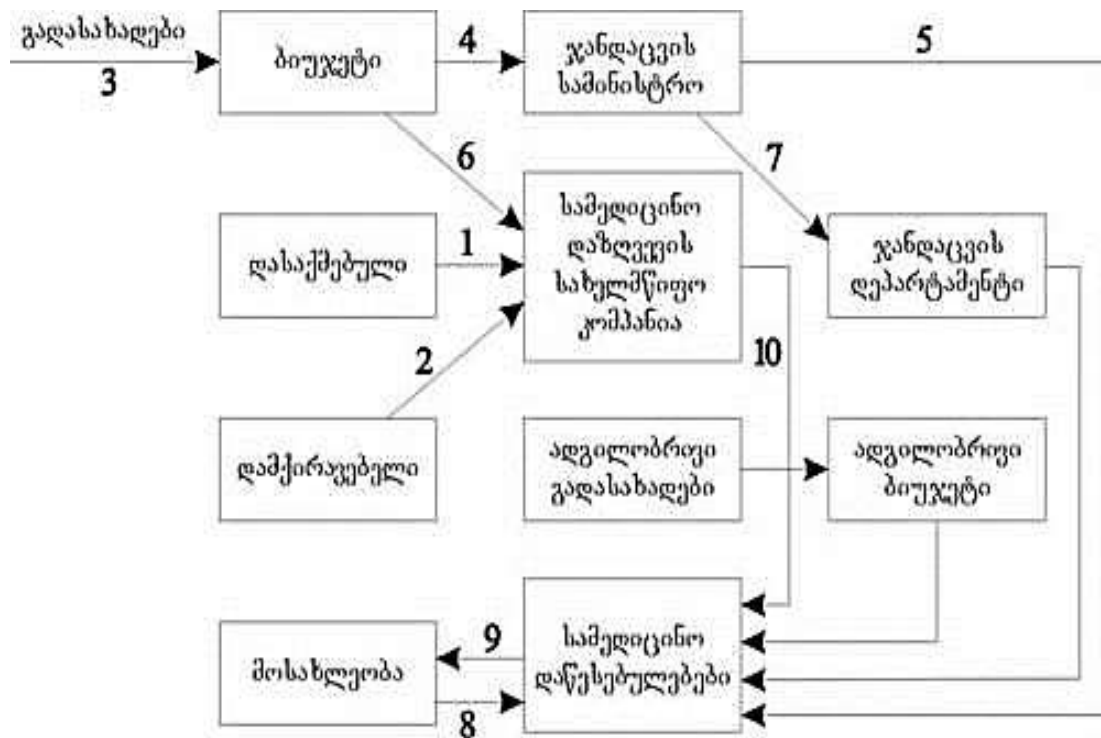 გადასახადები
3
ბიუჯეტი
4
ჯანდაცვის
სამინისტრო
5
6
7
დასაქმებული
1
სამედიცინო
დაზღვევის
სახელმწიფო
კომპანია
ჯანდაცვის
დეპარტამენტი
2
10
დამქირავებელი
ადგილობრივი
გადასახადები
ადგილობრივი
ბიუჯეტი
მოსახლეობა
9
8
სამედიცინო
დაწესებულებები